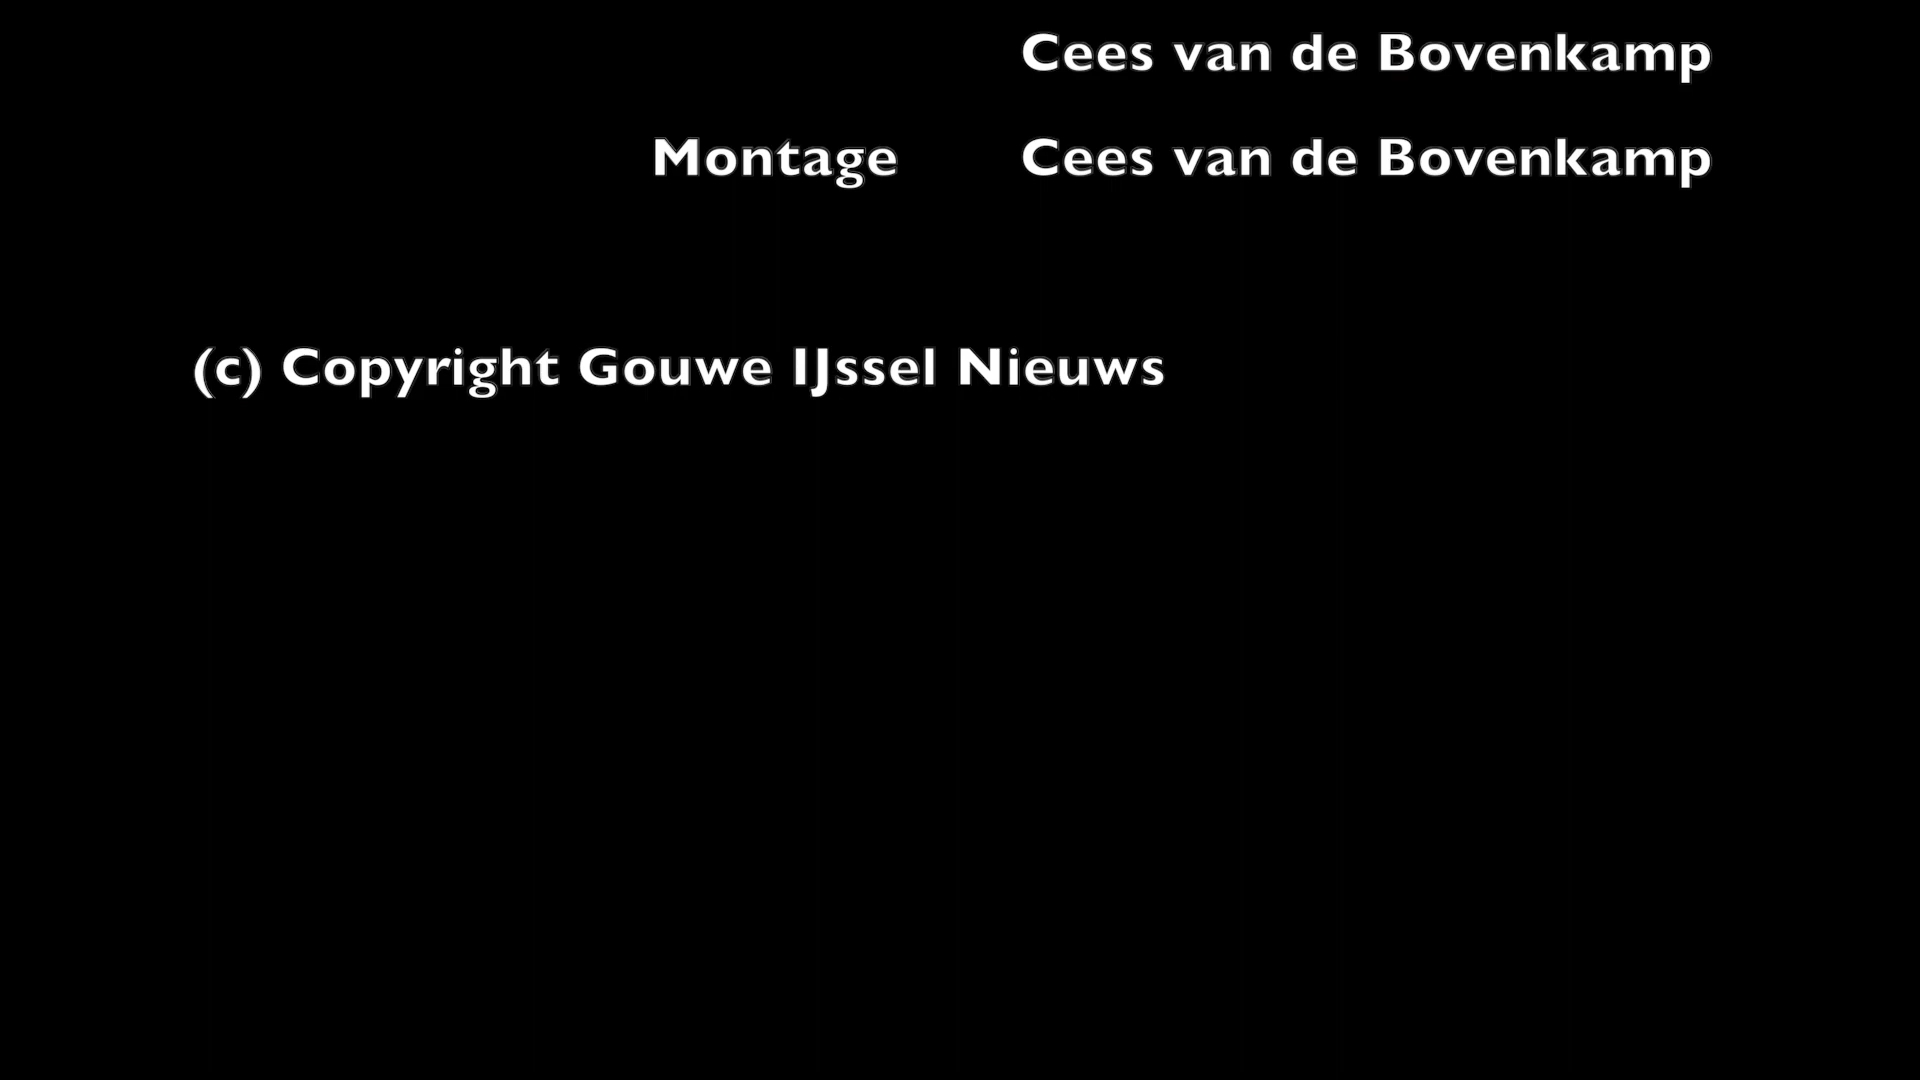 Cees van de Bovenkamp
Montage Cees van de Bovenkamp
(c) Copyright Gouwe IJssel Nieuws